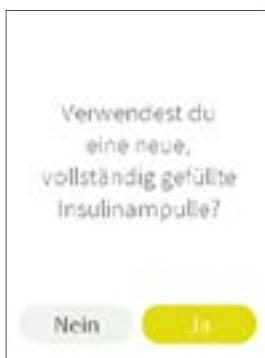 Verwendest du
eine neue,
vollständig gefüllte
Insulinampulle?
Nein
Ja